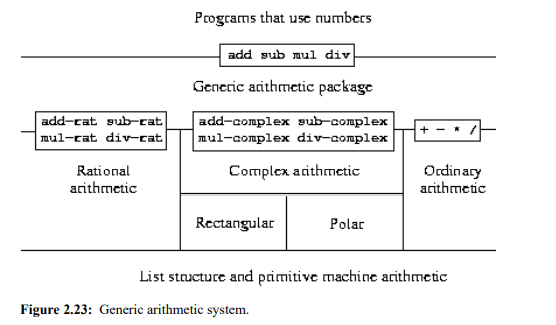 Programs that use numbers
add sub mul div
Generic arithmetic package
add-rat sub-rat
mul-rat div-rat
add-complex sub-complex
mul-complex div-complex
+ - * /
Rational
arithmetic
Complex arithmetic
Ordinary
arithmetic
Rectangular
Polar
List structure and primitive machine arithmetic
Figure 2.23: Generic arithmetic system.